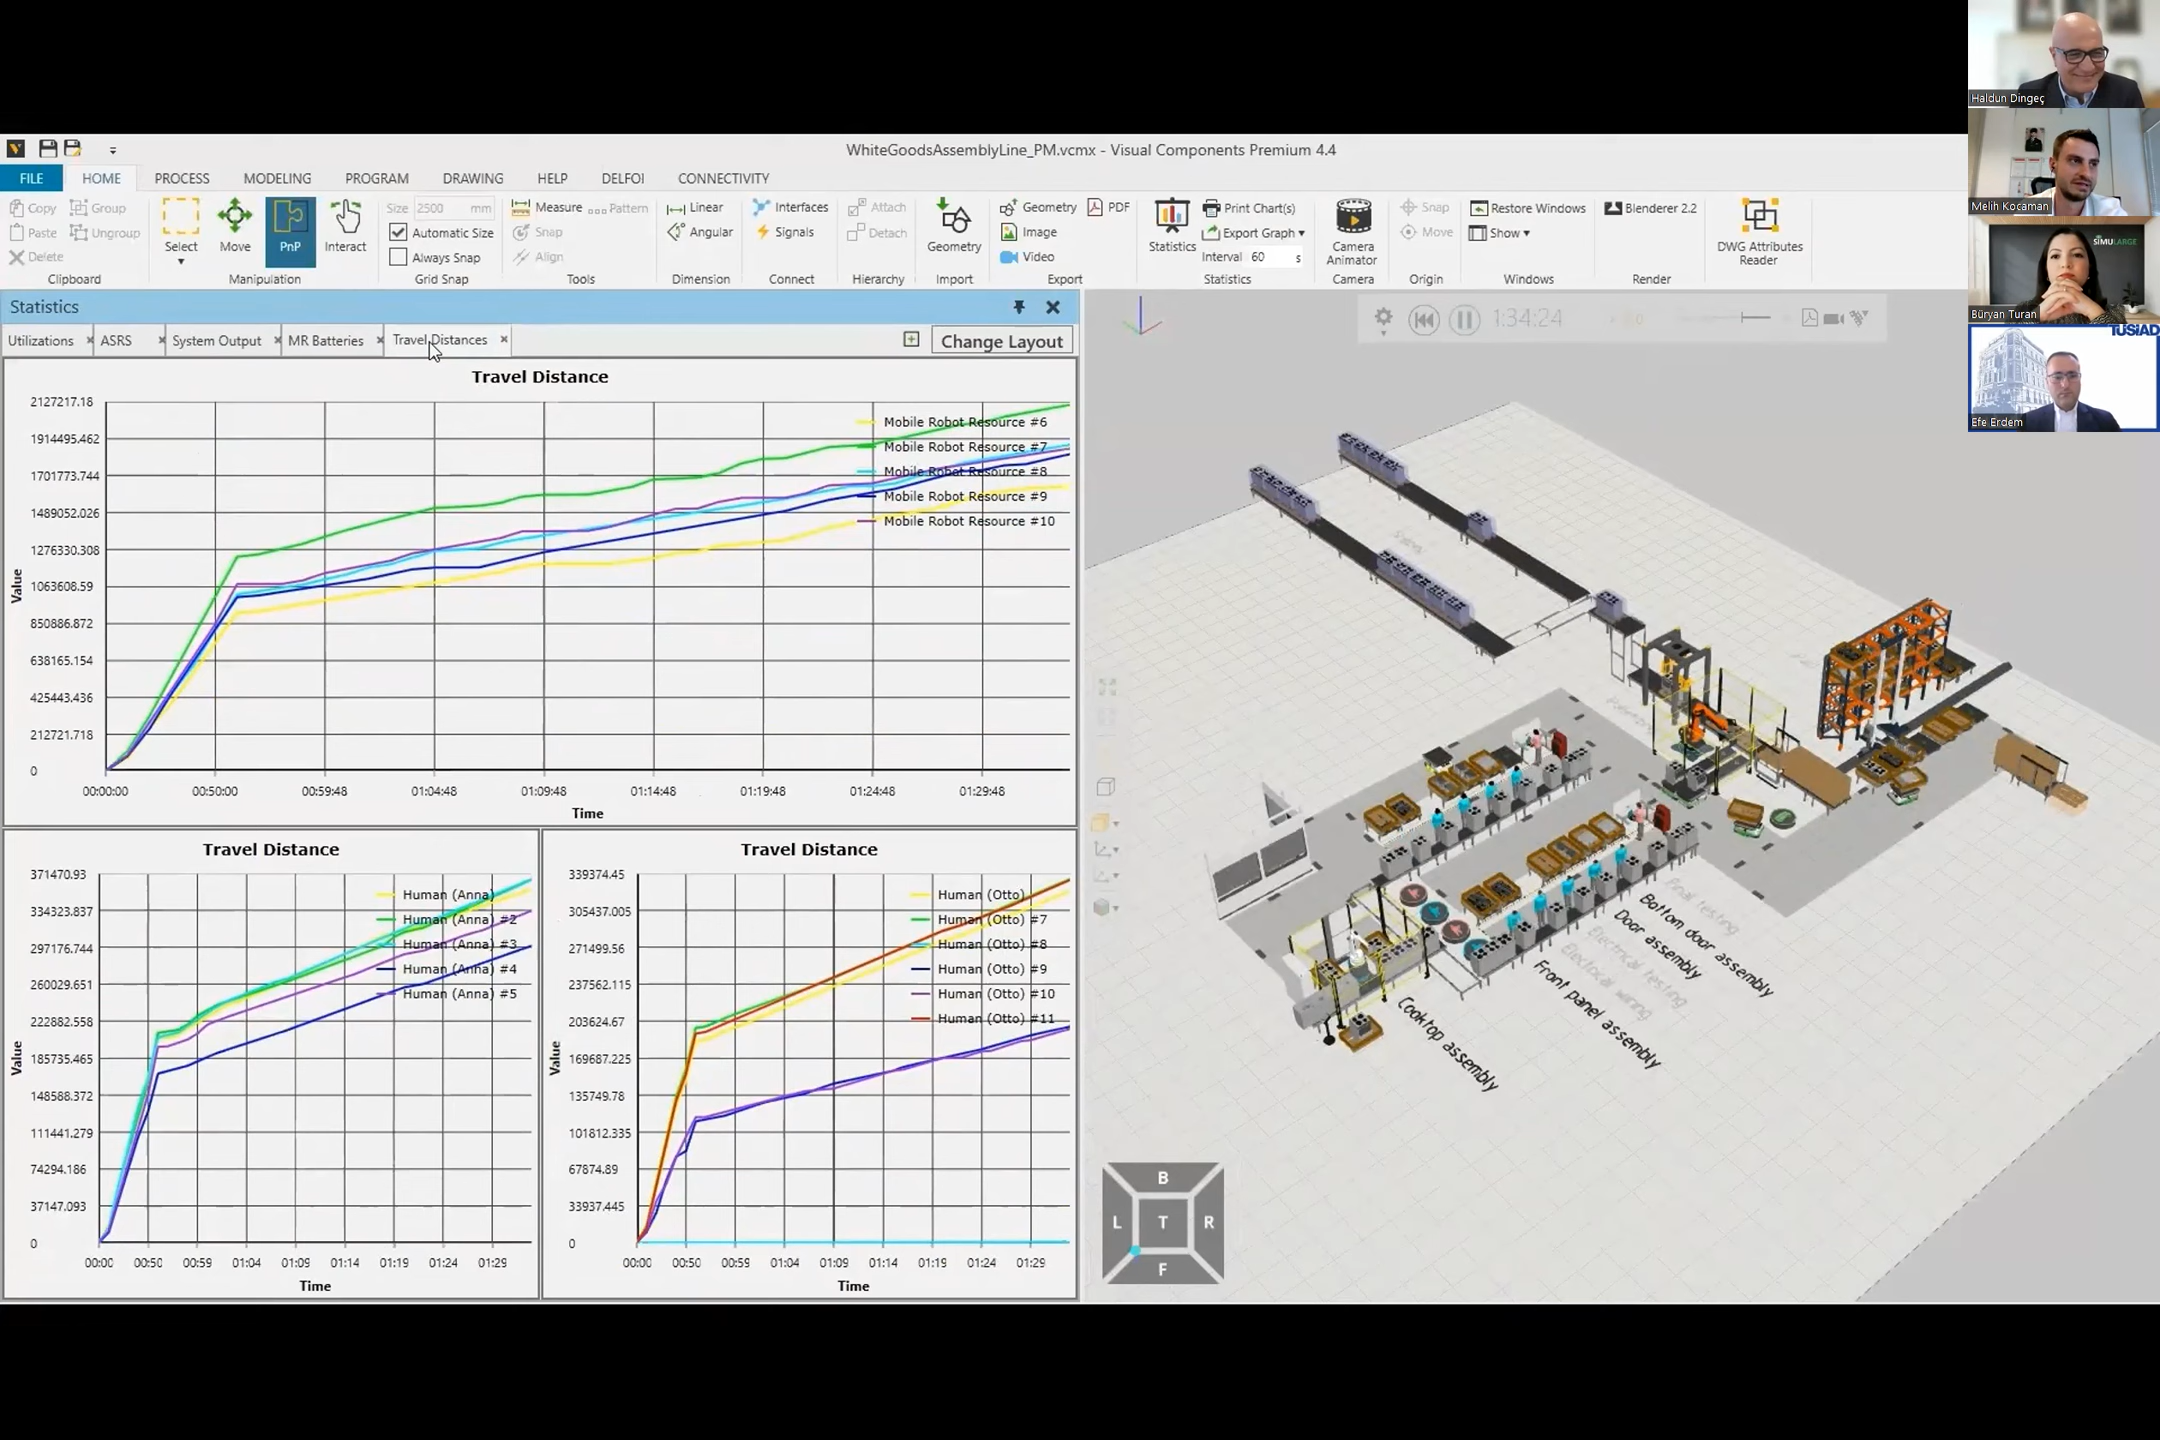 WhiteGoodsAssemblyLine_PM.vcmx - Visual Components Premium 4.4
FILE HOME PROCESS MODELING PROGRAM DRAWING HELP DELFOI CONNECTIVITY
Copy Group
Paste Ungroup
Delete
Clipboard
Select Move PnP Interact
Manipulation
Size 2500 mm
Automatic Size
Always Snap
Grid Snap
Measure Pattern
Snap
Align
Tools
Linear
Angular
Dimension
Interfaces
Signals
Connect
Attach
Detach
Hierarchy
Geometry
Import
Geometry PDF
Image
Video
Export
Statistics
Print Chart(s)
Export Graph
Interval 60 s
Statistics
Camera Animator
Camera
Snap
Move
Origin
Restore Windows
Show
Windows
Blenderer 2.2
Render
DWG Attributes Reader
Statistics
Utilizations ASRS System Output MR Batteries Travel Distances
Change Layout
1:34:24
Travel Distance
2127217.18
1914495.462
1701773.744
1489052.026
1276330.308
1063608.59
850886.872
638165.154
425443.436
212721.718
0
Value
Mobile Robot Resource #6
Mobile Robot Resource #7
Mobile Robot Resource #8
Mobile Robot Resource #9
Mobile Robot Resource #10
00:00:00 00:50:00 00:59:48 01:04:48 01:09:48 01:14:48 01:19:48 01:24:48 01:29:48
Time
Travel Distance
371470.93
334323.837
297176.744
260029.651
222882.558
185735.465
148588.372
111441.279
74294.186
37147.093
0
Value
Human (Anna)
Human (Anna) #2
Human (Anna) #3
Human (Anna) #4
Human (Anna) #5
00:00 00:50 00:59 01:04 01:09 01:14 01:19 01:24 01:29
Time
Travel Distance
339374.45
305437.005
271499.56
237562.115
203624.67
169687.225
135749.78
101812.335
67874.89
33937.445
0
Value
Human (Otto)
Human (Otto) #7
Human (Otto) #8
Human (Otto) #9
Human (Otto) #10
Human (Otto) #11
00:00 00:50 00:59 01:04 01:09 01:14 01:19 01:24 01:29
Time
Final testing
Bottom door assembly
Door assembly
Electrical testing
Electrical wiring
Front panel assembly
Cooktop assembly
B
L T R
F
Haldun Dingeç
Melih Kocaman
SIMULARGE
Büryan Turan
TÜSİAD
Efe Erdem